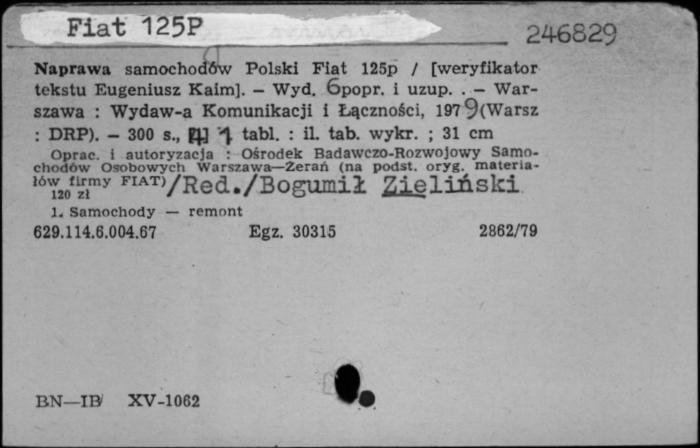 Fiat 125P
246829
Naprawa samochodów Polski Fiat 125p / [weryfikator
tekstu Eugeniusz Kaim]. — Wyd. 6 popr. i uzup. . — War-
szawa : Wydaw-a Komunikacji i Łączności, 1979 (Warsz
: DRP). — 300 s., [4] 1 tabl. : il. tab. wykr. ; 31 cm
Oprac. i autoryzacja : Ośrodek Badawczo-Rozwojowy Samo-
chodów Osobowych Warszawa—Żerań (na podst. oryg. materia-
łów firmy FIAT) /Red./Bogumił Zieliński
120 zł
1. Samochody — remont
629.114.6.004.67 Egz. 30315 2862/79
BN—IB XV-1062